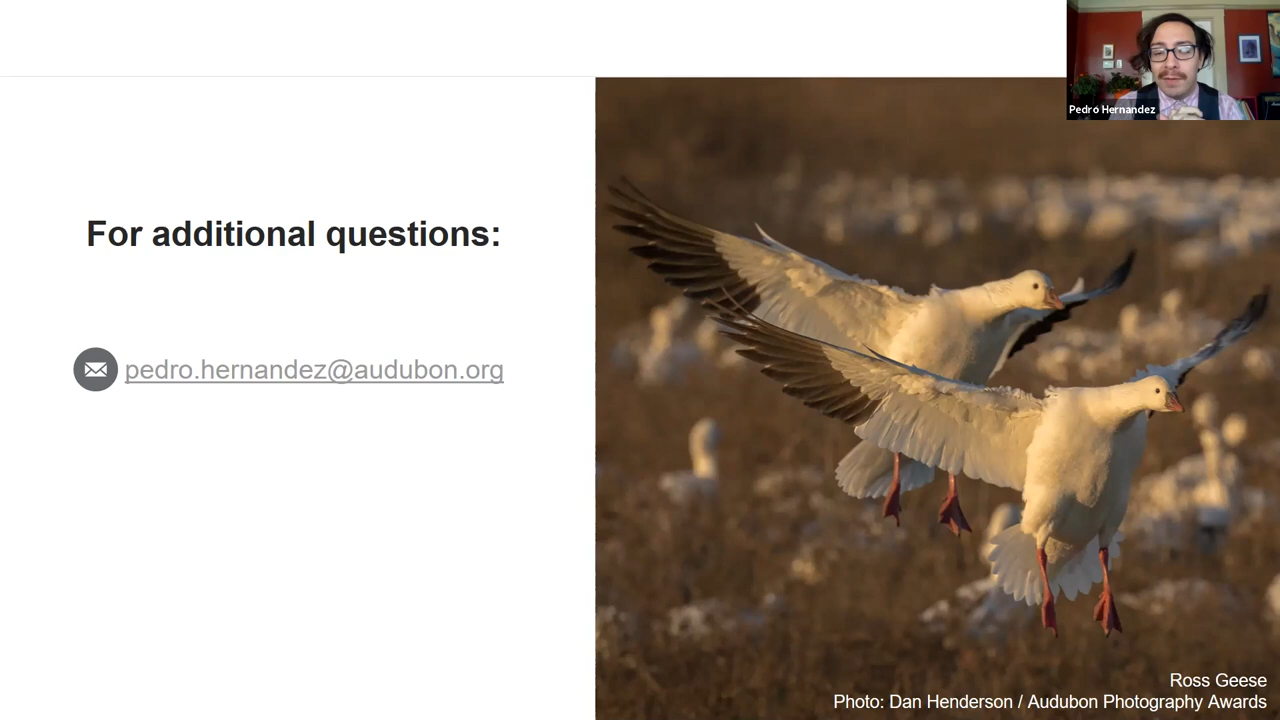 Pedro Hernandez
For additional questions:
pedro.hernandez@audubon.org
Ross Geese
Photo: Dan Henderson / Audubon Photography Awards